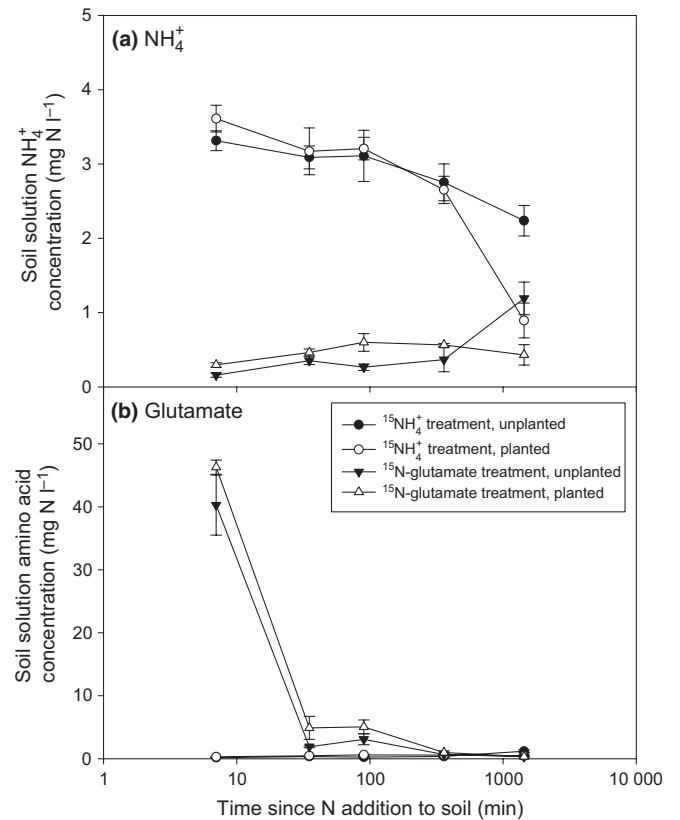 (a) NH₄⁺
Soil solution NH₄⁺
concentration (mg N l⁻¹)
5
4
3
2
1
0
(b) Glutamate
Soil solution amino acid
concentration (mg N l⁻¹)
50
40
30
20
10
0
¹⁵NH₄⁺ treatment, unplanted
¹⁵NH₄⁺ treatment, planted
¹⁵N-glutamate treatment, unplanted
¹⁵N-glutamate treatment, planted
1 10 100 1000 10 000
Time since N addition to soil (min)